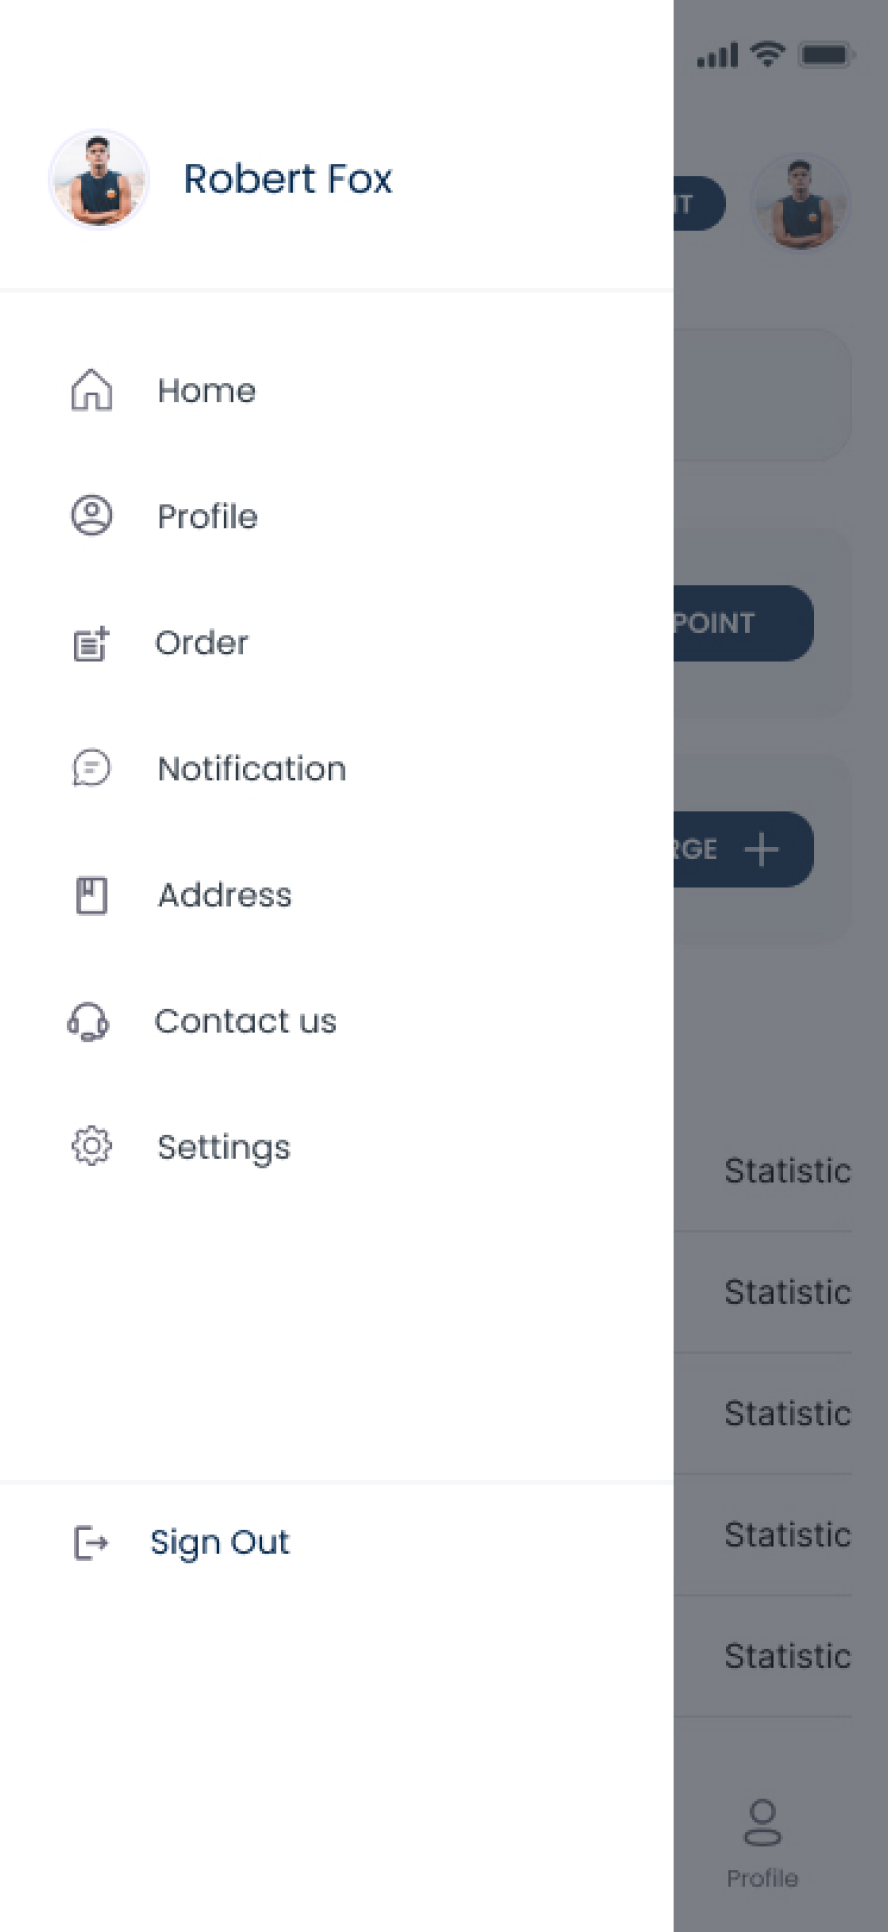 Robert Fox
Home
Profile
Order
Notification
Address
Contact us
Settings
Sign Out
POINT
Statistic
Statistic
Statistic
Statistic
Statistic
Profile